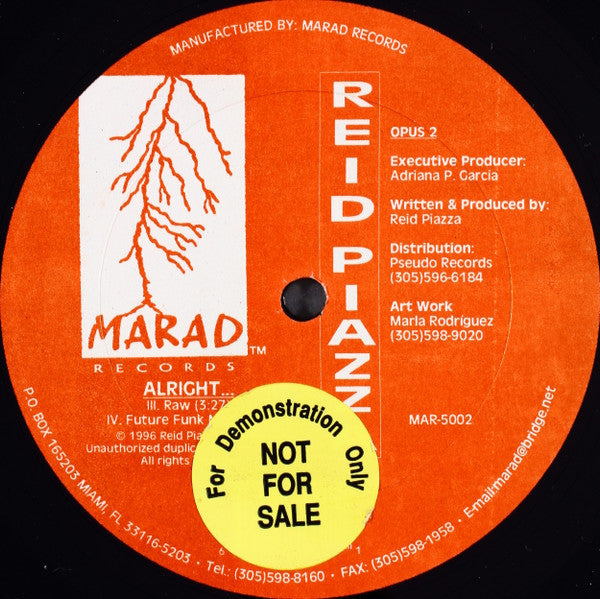 MANUFACTURED BY: MARAD RECORDS
MARAD
TM
RECORDS
ALRIGHT...
III. Raw (3:27
IV. Future Funk
© 1996 Reid
Unauthorized
All rights
REID PIAZZ
OPUS 2
Executive Producer:
Adriana P. Garcia
Written & Produced by:
Reid Piazza
Distribution:
Pseudo Records
(305)596-6184
Art Work
Marla Rodríguez
(305)598-9020
MAR-5002
For Demonstration Only
NOT
FOR
SALE
P.O. BOX 165203 MIAMI, FL 33116-5203 • Tel.: (305)598-8160 • FAX: (305)598-1958 • E-mail:marad@bridge.net